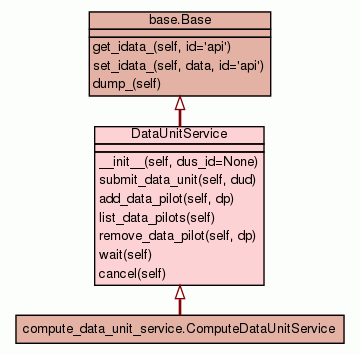 base.Base
get_idata_(self, id='api')
set_idata_(self, data, id='api')
dump_(self)
DataUnitService
__init__(self, dus_id=None)
submit_data_unit(self, dud)
add_data_pilot(self, dp)
list_data_pilots(self)
remove_data_pilot(self, dp)
wait(self)
cancel(self)
compute_data_unit_service.ComputeDataUnitService